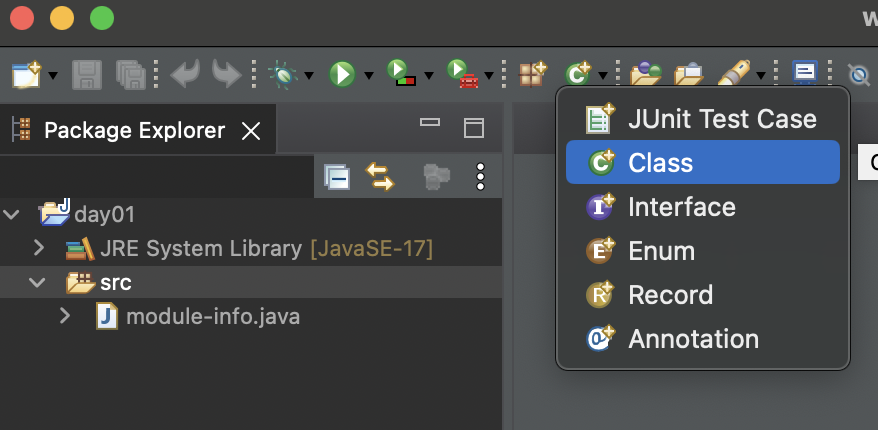 Package Explorer
day01
JRE System Library [JavaSE-17]
src
module-info.java
JUnit Test Case
Class
Interface
Enum
Record
Annotation